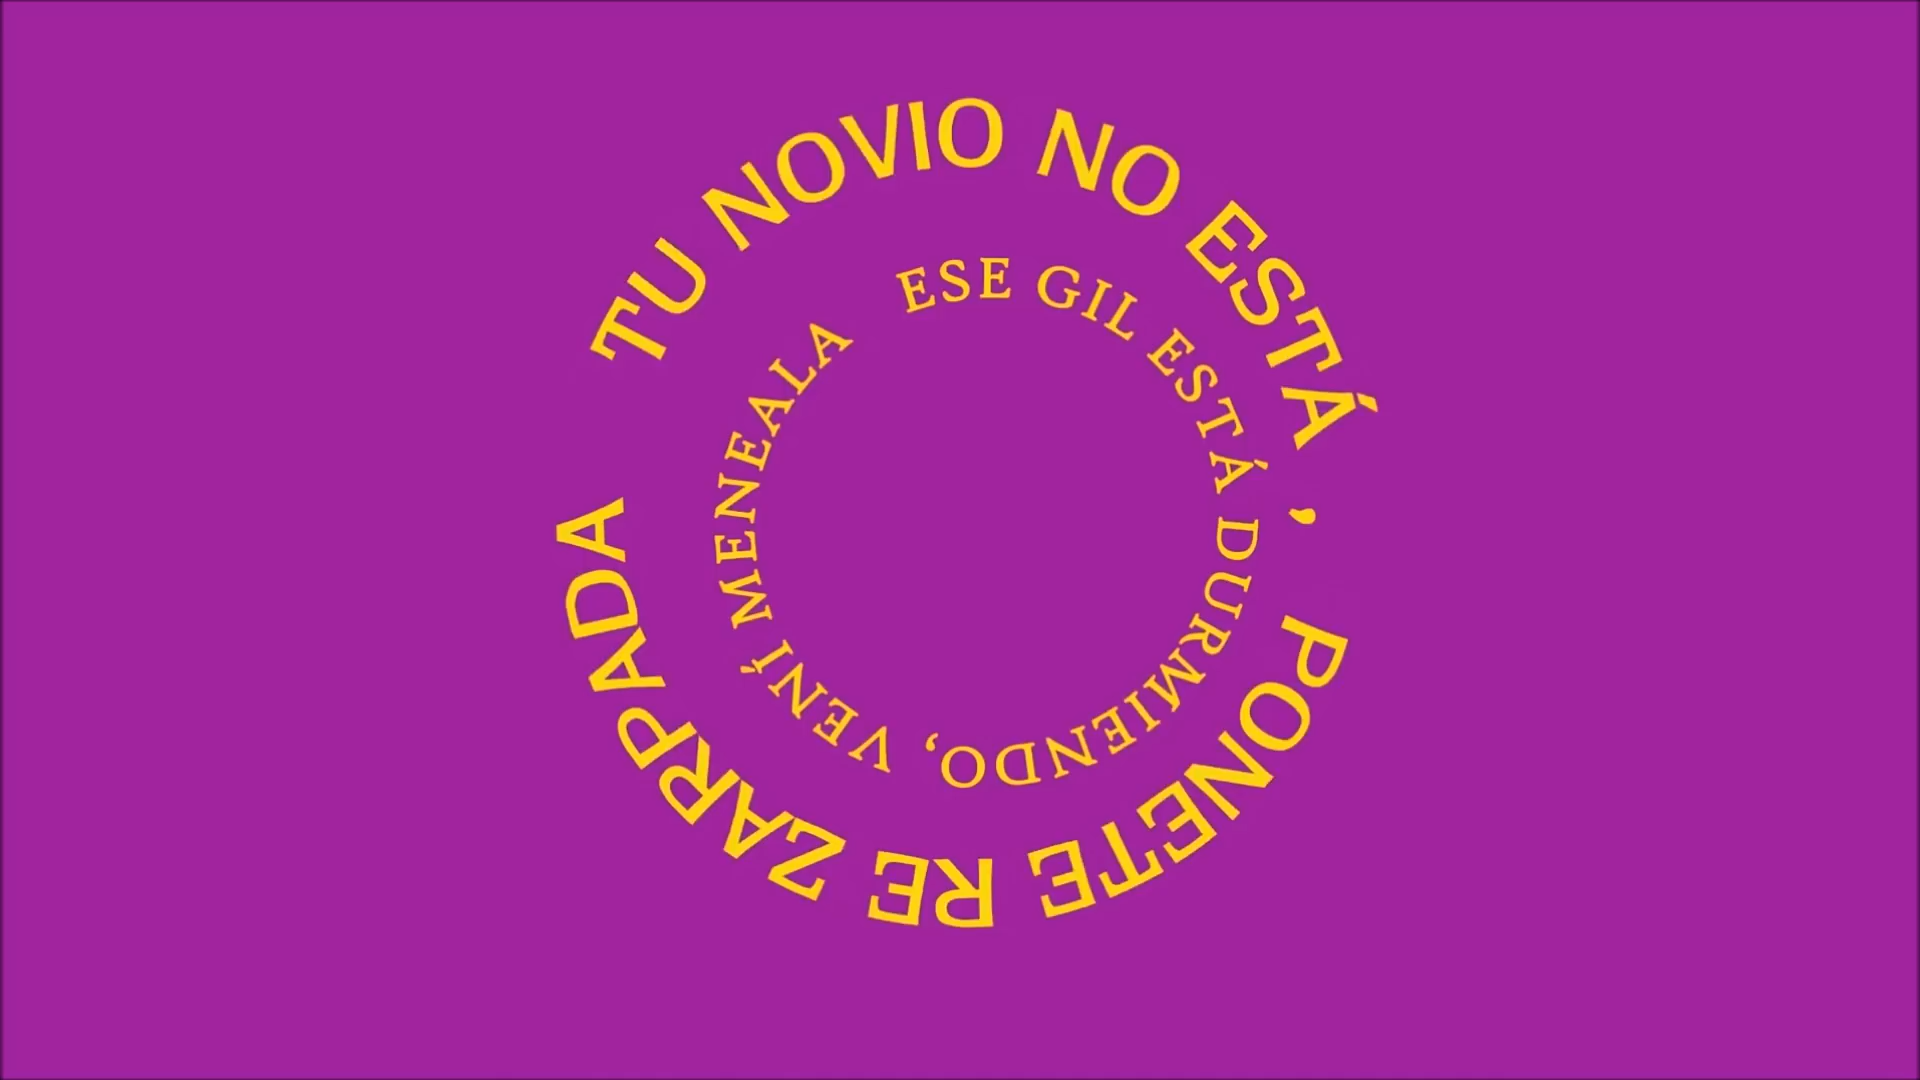 TU NOVIO NO ESTÁ , PONETE RE ZARPADA
ESE GIL ESTÁ DURMIENDO, VENÍ MENEALA